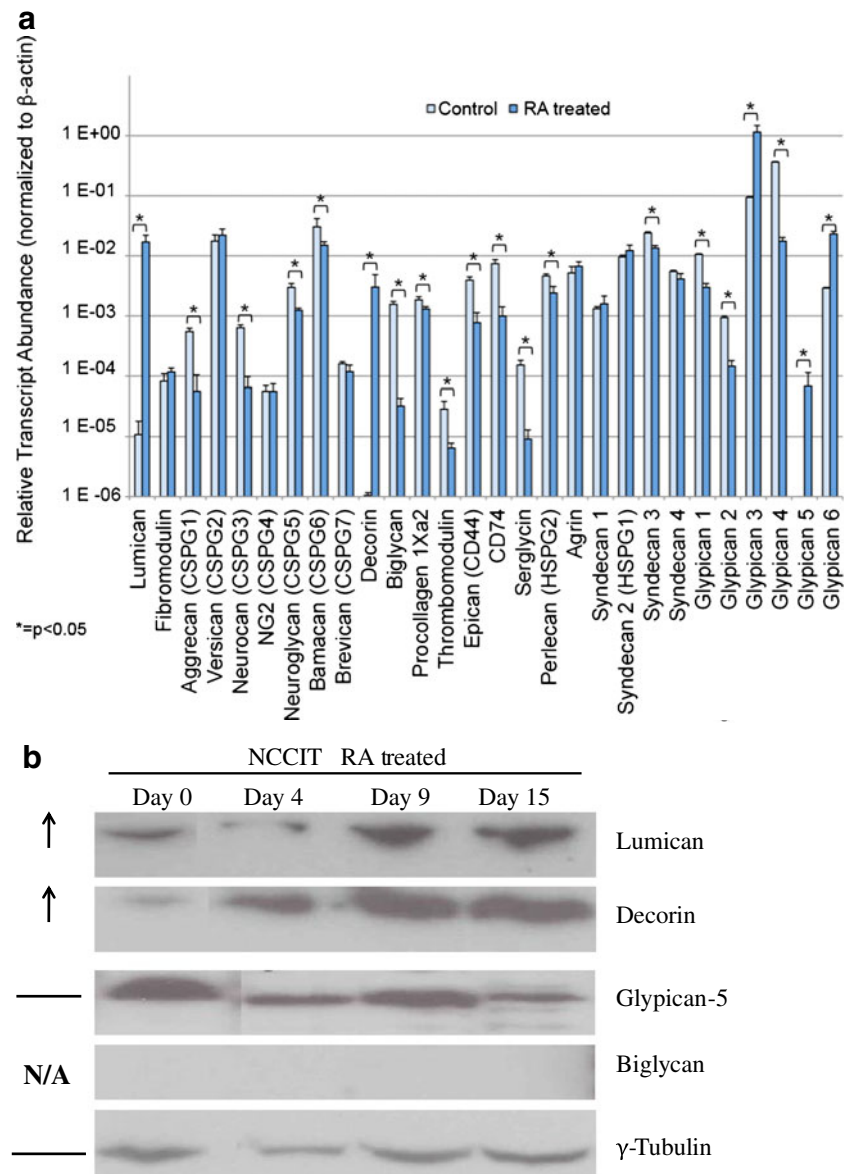 a
Relative Transcript Abundance (normalized to β-actin)
Control RA treated
1 E+00
1 E-01
1 E-02
1 E-03
1 E-04
1 E-05
1 E -06
* * * * * * * * * * * * * * * * * * * *
Lumican
Fibromodulin
Aggrecan (CSPG1)
Versican (CSPG2)
Neurocan (CSPG3)
NG2 (CSPG4)
Neuroglycan (CSPG5)
Bamacan (CSPG6)
Brevican (CSPG7)
Decorin
Biglycan
Procollagen 1Xa2
Thrombomodulin
Epican (CD44)
CD74
Serglycin
Perlecan (HSPG2)
Agrin
Syndecan 1
Syndecan 2 (HSPG1)
Syndecan 3
Syndecan 4
Glypican 1
Glypican 2
Glypican 3
Glypican 4
Glypican 5
Glypican 6
*=p<0.05
b
NCCIT RA treated
Day 0 Day 4 Day 9 Day 15
↑ Lumican
↑ Decorin
— Glypican-5
N/A Biglycan
— γ-Tubulin